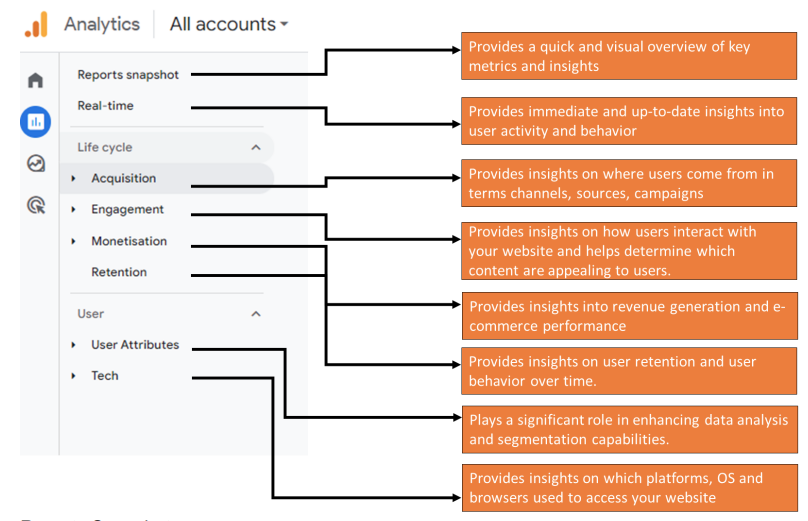 Analytics All accounts
Reports snapshot
Real-time
Life cycle
Acquisition
Engagement
Monetisation
Retention
User
User Attributes
Tech
Provides a quick and visual overview of key
metrics and insights
Provides immediate and up-to-date insights into
user activity and behavior
Provides insights on where users come from in
terms channels, sources, campaigns
Provides insights on how users interact with
your website and helps determine which
content are appealing to users.
Provides insights into revenue generation and e-
commerce performance
Provides insights on user retention and user
behavior over time.
Plays a significant role in enhancing data analysis
and segmentation capabilities.
Provides insights on which platforms, OS and
browsers used to access your website